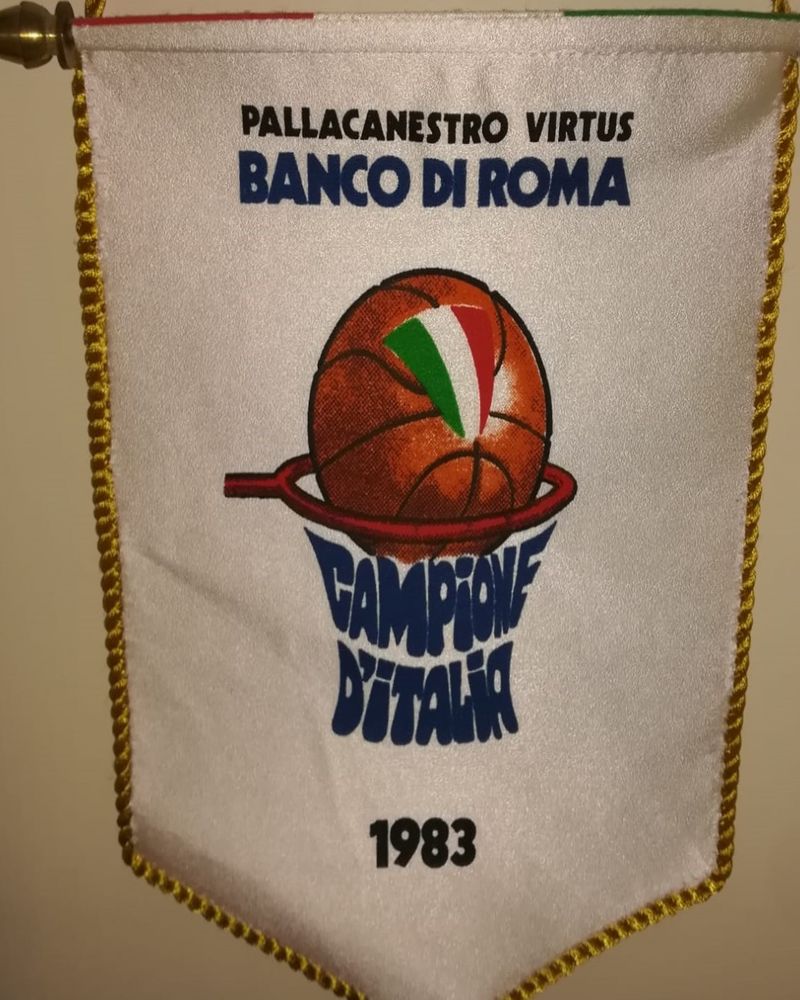 PALLACANESTRO VIRTUS
BANCO DI ROMA
CAMPIONE
D'ITALIA
1983